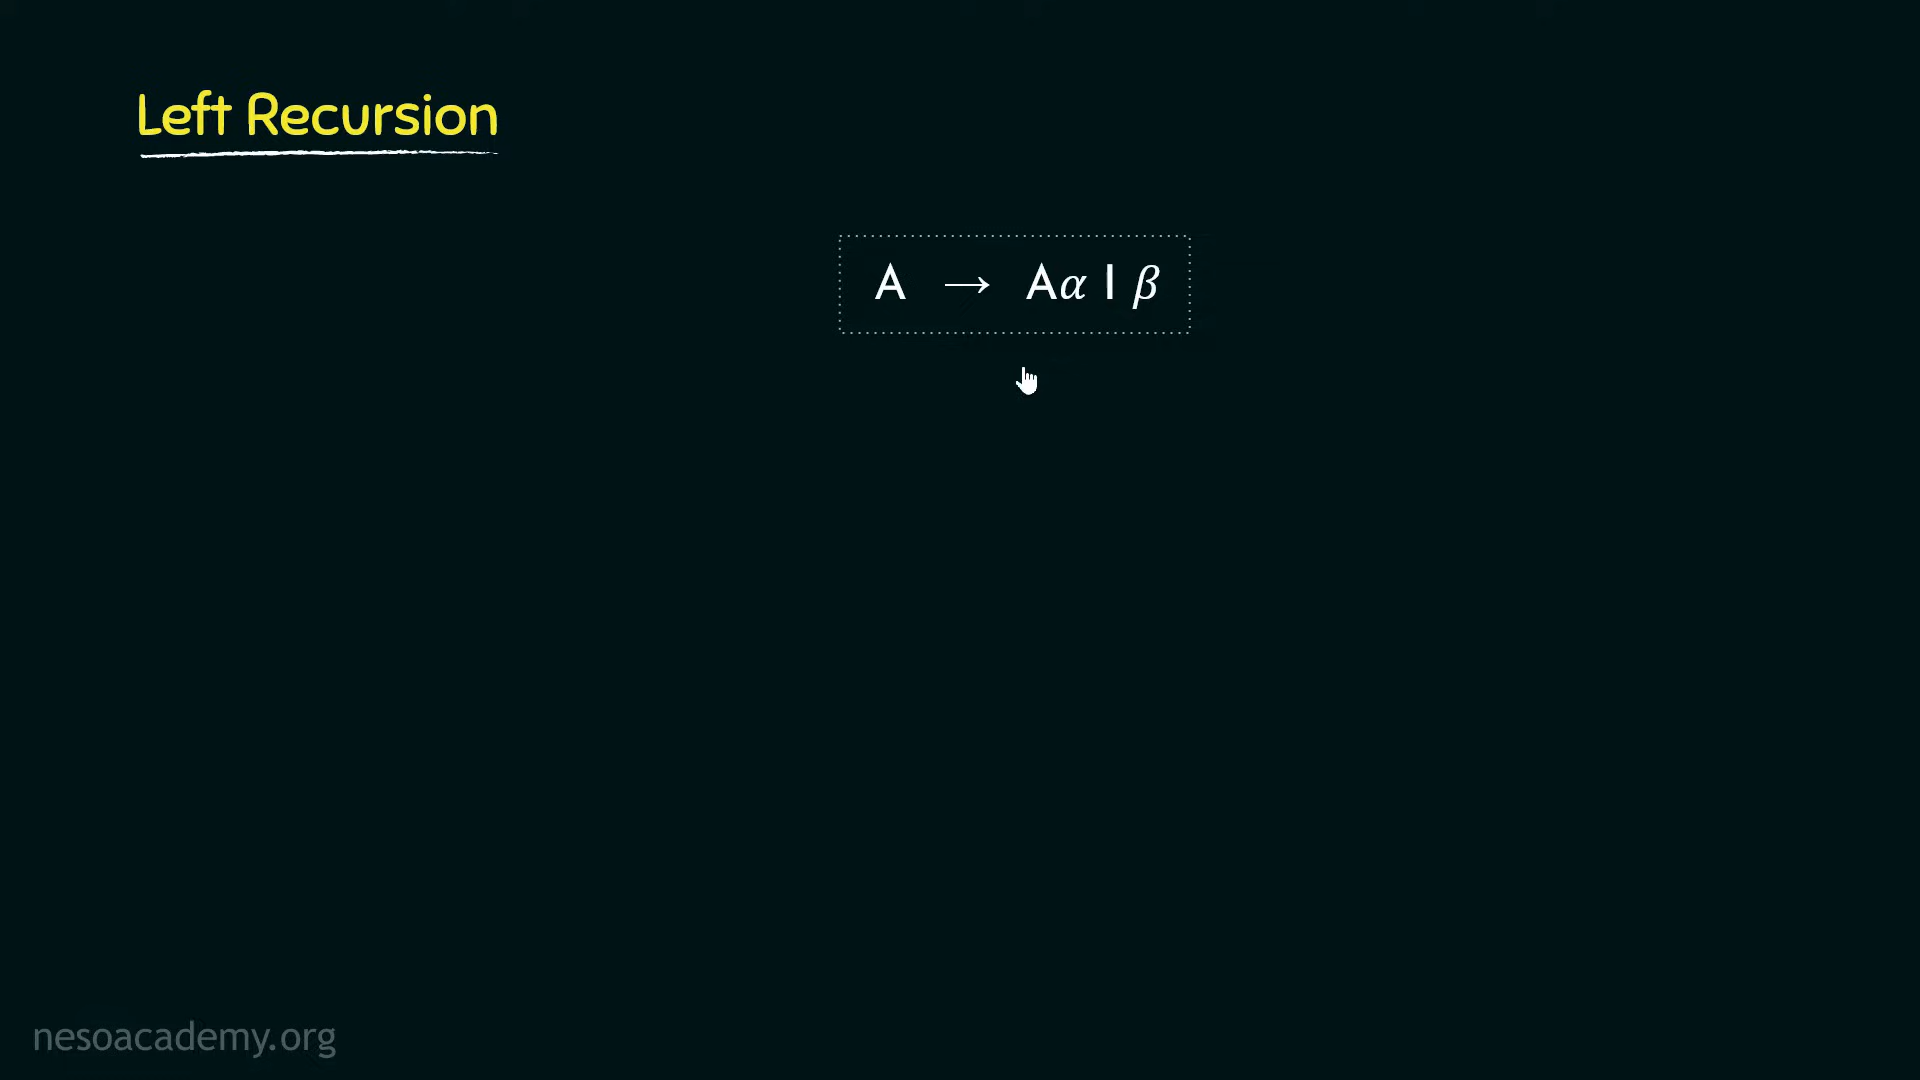 Left Recursion
A → Aα | β
nesoacademy.org